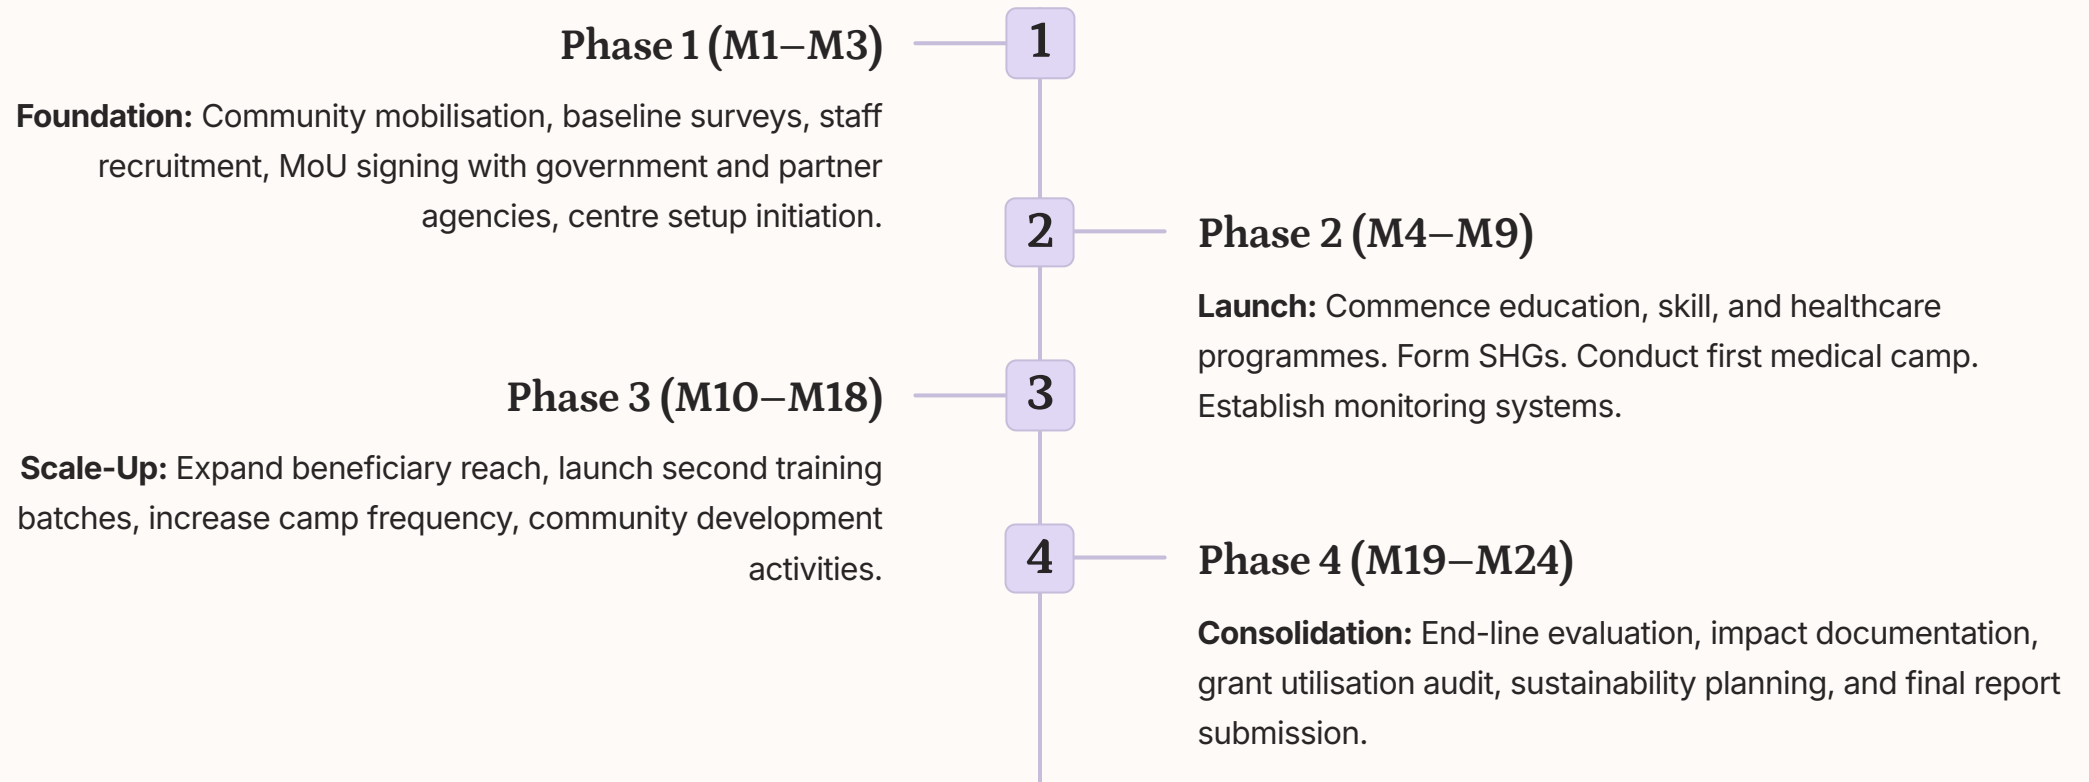 Phase 1 (M1–M3)
1
Foundation: Community mobilisation, baseline surveys, staff
recruitment, MoU signing with government and partner
agencies, centre setup initiation.
2
Phase 2 (M4–M9)
Launch: Commence education, skill, and healthcare
programmes. Form SHGs. Conduct first medical camp.
Establish monitoring systems.
Phase 3 (M10–M18)
3
Scale-Up: Expand beneficiary reach, launch second training
batches, increase camp frequency, community development
activities.
4
Phase 4 (M19–M24)
Consolidation: End-line evaluation, impact documentation,
grant utilisation audit, sustainability planning, and final report
submission.